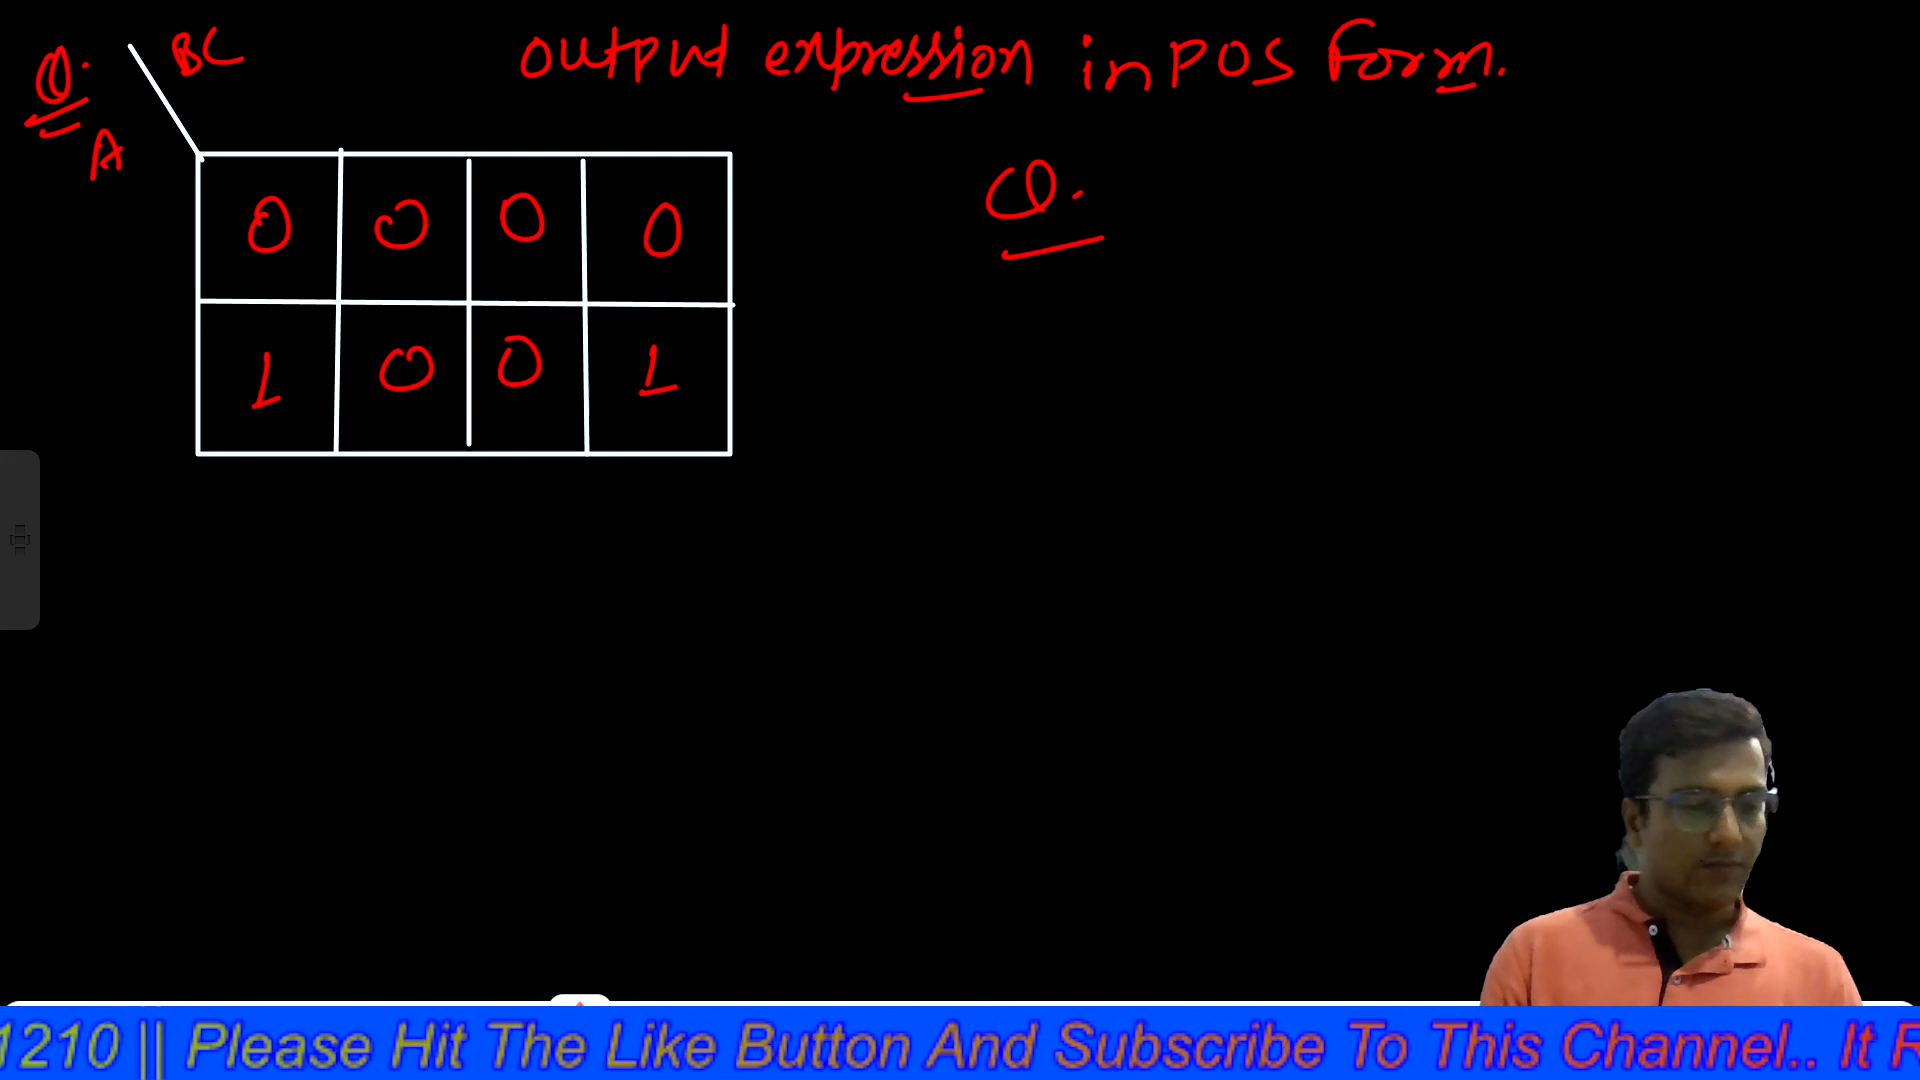 Q. BC output expression in POS Form.
A
Q.
0 0 0 0
1 0 0 1
1210 || Please Hit The Like Button And Subscribe To This Channel.. It R